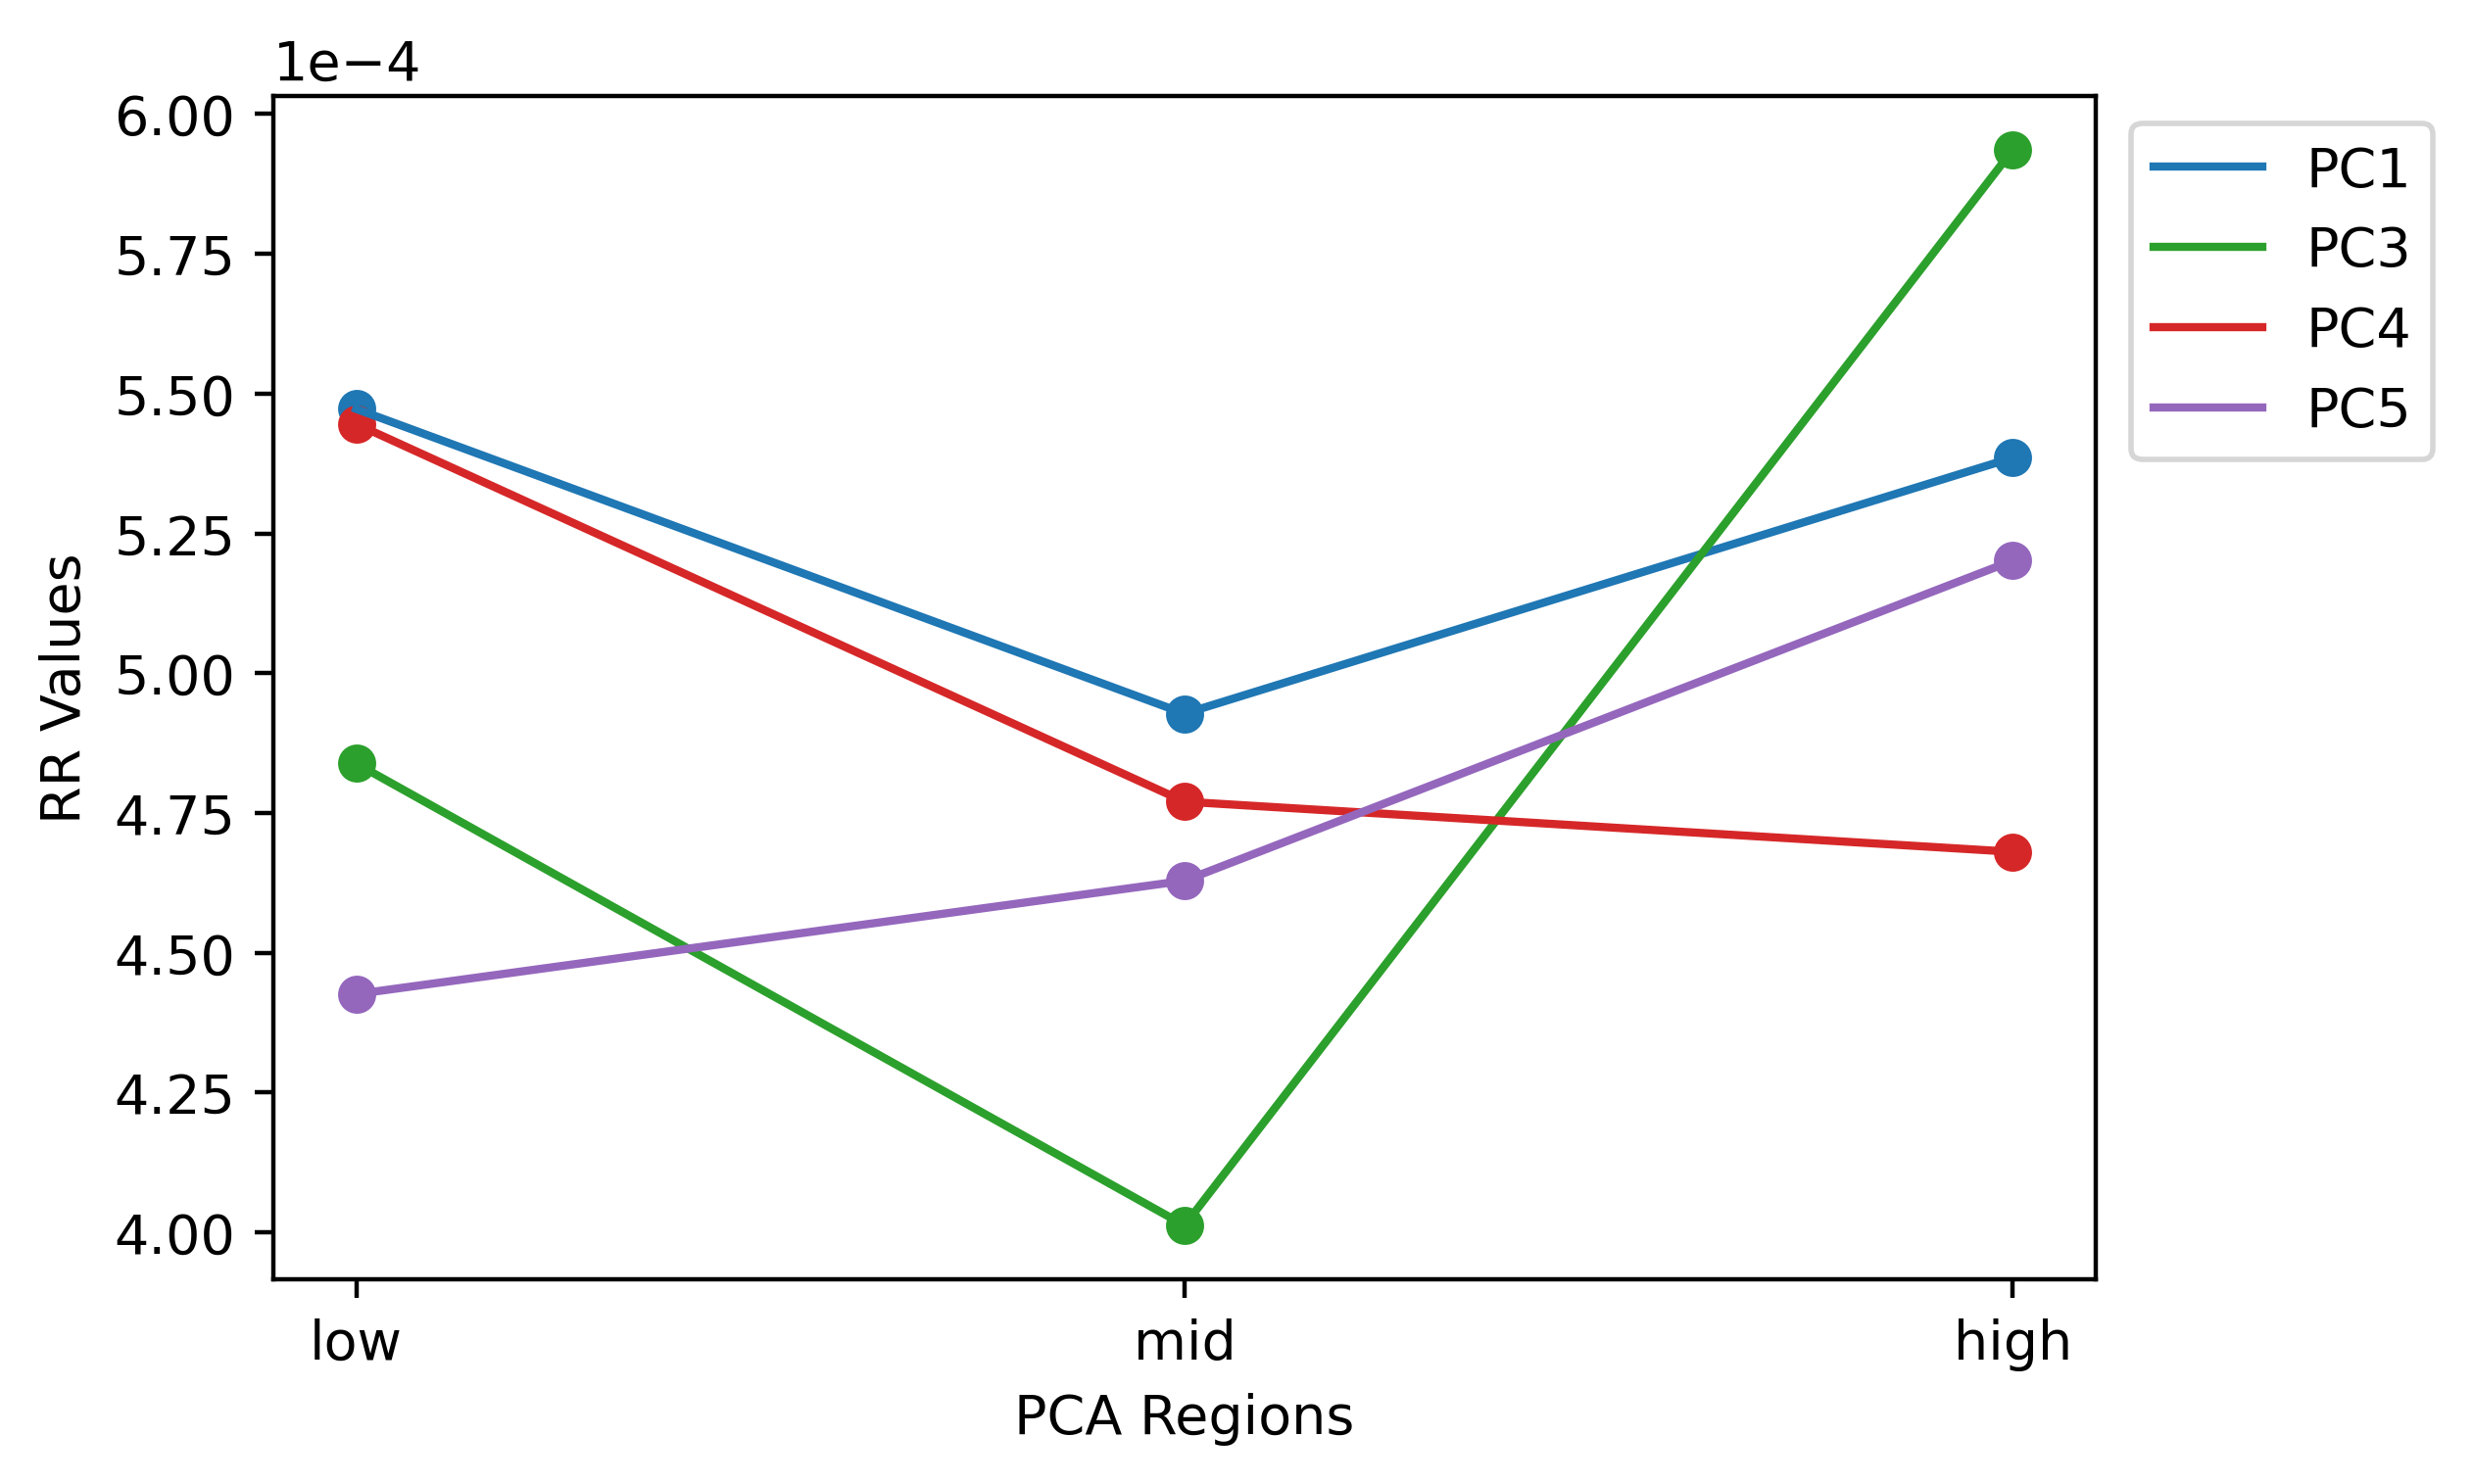 1e−4
6.00
5.75
5.50
5.25
5.00
4.75
4.50
4.25
4.00
RR Values
low
mid
high
PCA Regions
PC1
PC3
PC4
PC5